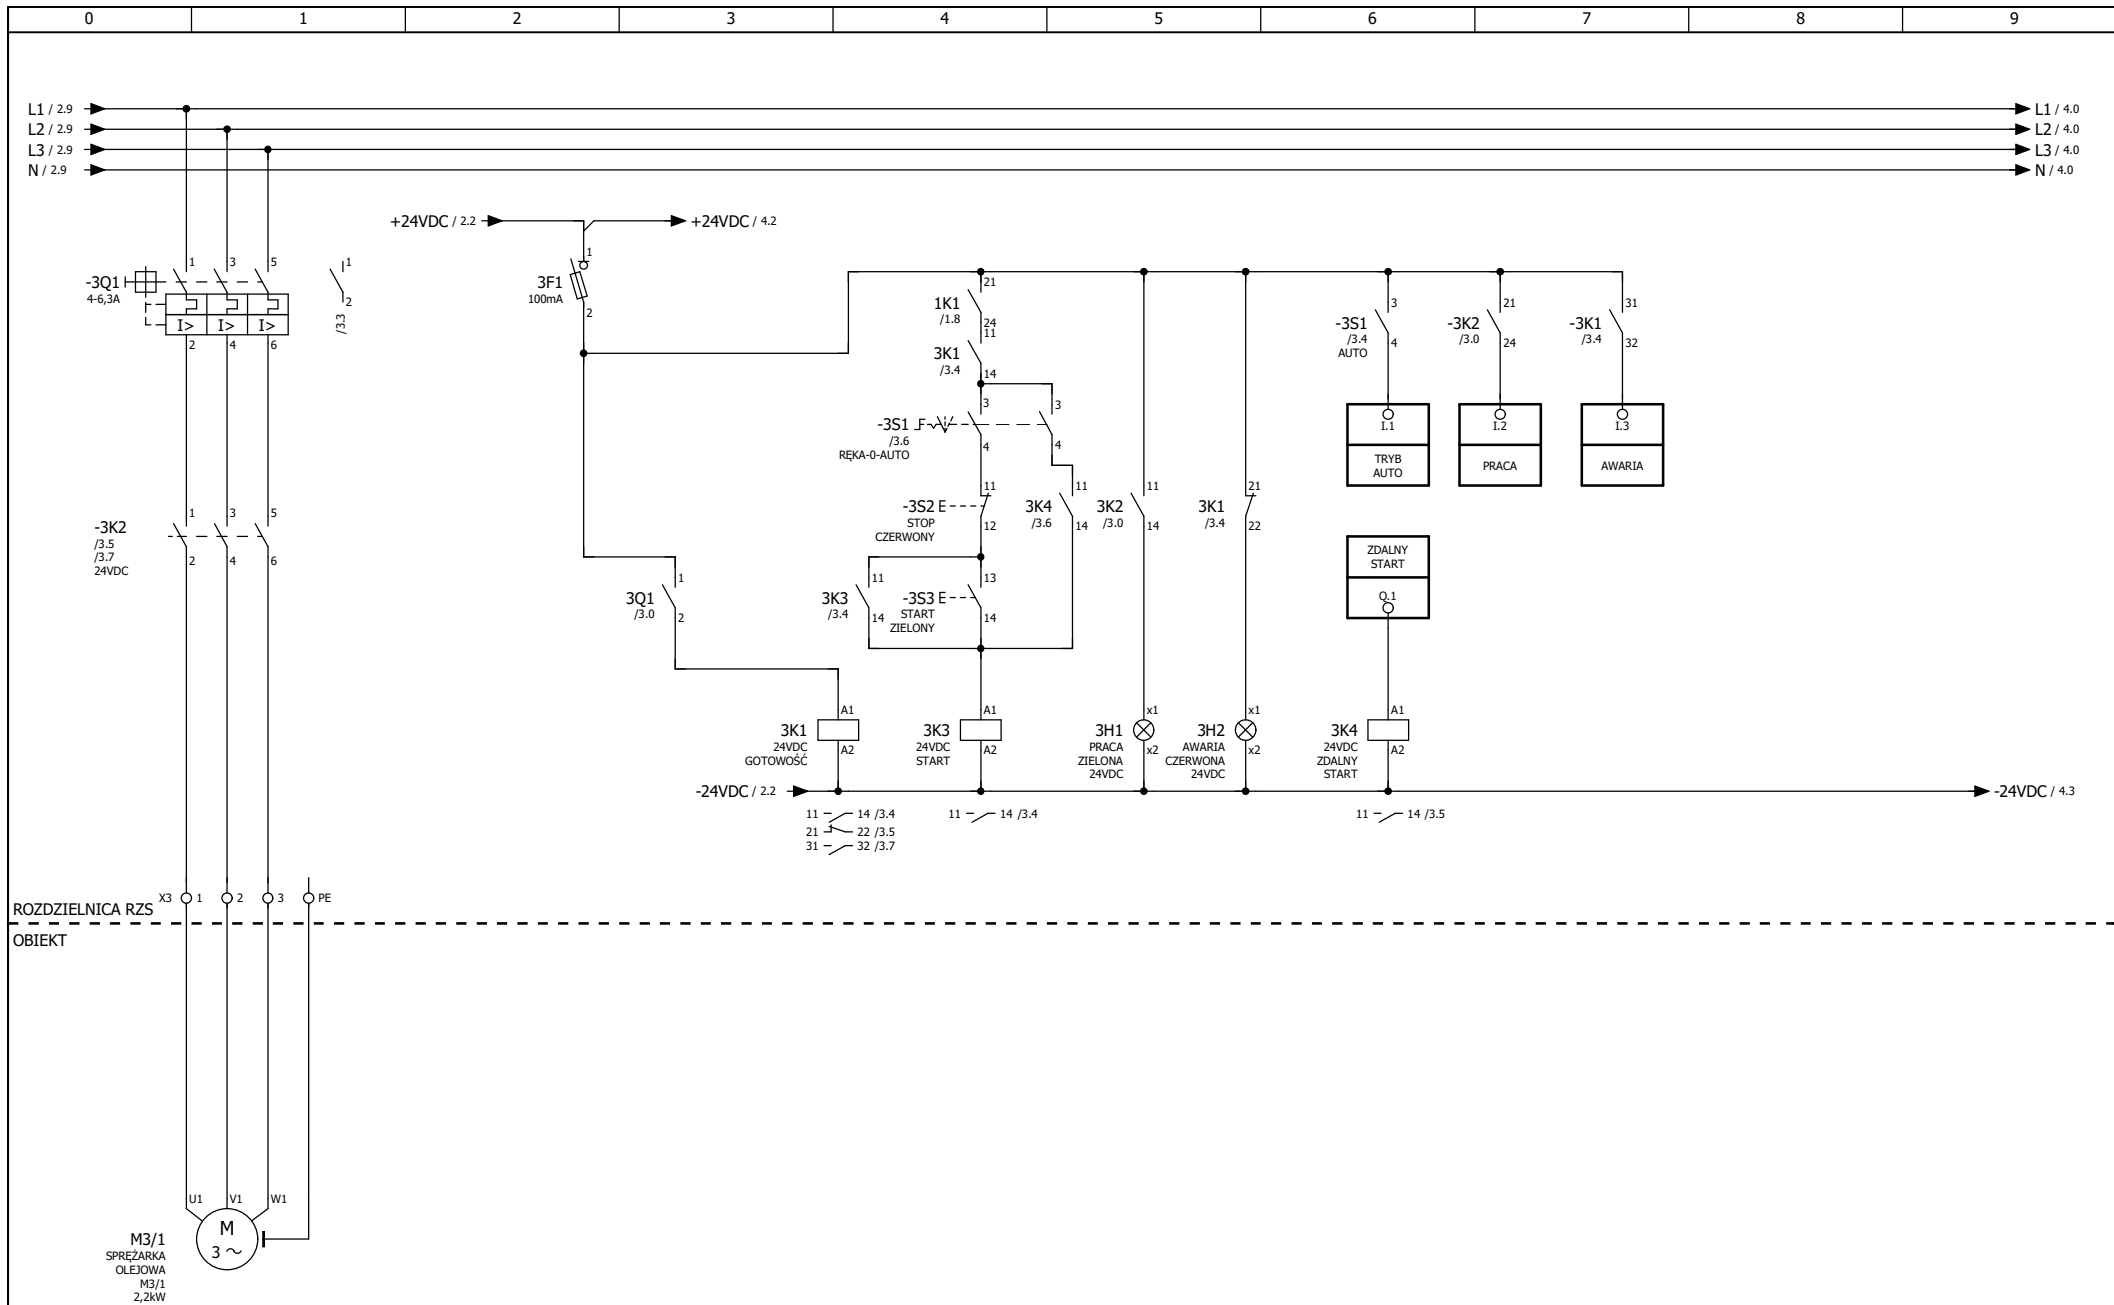 0 1 2 3 4 5 6 7 8 9
L1 / 2.9
L1 / 4.0
L2 / 2.9
L2 / 4.0
L3 / 2.9
L3 / 4.0
N / 2.9
N / 4.0
+24VDC / 2.2
+24VDC / 4.2
-3Q1
4-6,3A
1 3 5
I> I> I>
2 4 6
1
2
/3.3
3F1
100mA
1
2
1K1
/1.8
21
24
3K1
/3.4
11
14
-3S1
/3.6
RĘKA-0-AUTO
3
4
3
4
-3S2 E
STOP
CZERWONY
11
12
3K4
/3.6
11
14
3K2
/3.0
11
14
3K1
/3.4
21
22
-3S1
/3.4
AUTO
3
4
-3K2
/3.0
21
24
-3K1
/3.4
31
32
I.1
TRYB
AUTO
I.2
PRACA
I.3
AWARIA
-3K2
/3.5
/3.7
24VDC
1 3 5
2 4 6
3Q1
/3.0
1
2
3K3
/3.4
11
14
-3S3 E
START
ZIELONY
13
14
ZDALNY
START
Q.1
3K1
24VDC
GOTOWOŚĆ
A1
A2
3K3
24VDC
START
A1
A2
3H1
PRACA
ZIELONA
24VDC
x1
x2
3H2
AWARIA
CZERWONA
24VDC
x1
x2
3K4
24VDC
ZDALNY
START
A1
A2
-24VDC / 2.2
-24VDC / 4.3
11 14 /3.4
21 22 /3.5
31 32 /3.7
11 14 /3.4
11 14 /3.5
X3 1 2 3 PE
ROZDZIELNICA RZS
OBIEKT
U1 V1 W1
M
3 ~
M3/1
SPRĘŻARKA
OLEJOWA
M3/1
2,2kW